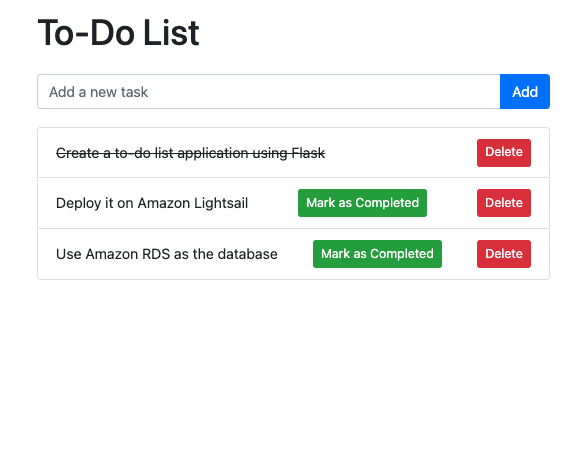 To-Do List
Add a new task Add
Create a to-do list application using Flask Delete
Deploy it on Amazon Lightsail Mark as Completed Delete
Use Amazon RDS as the database Mark as Completed Delete